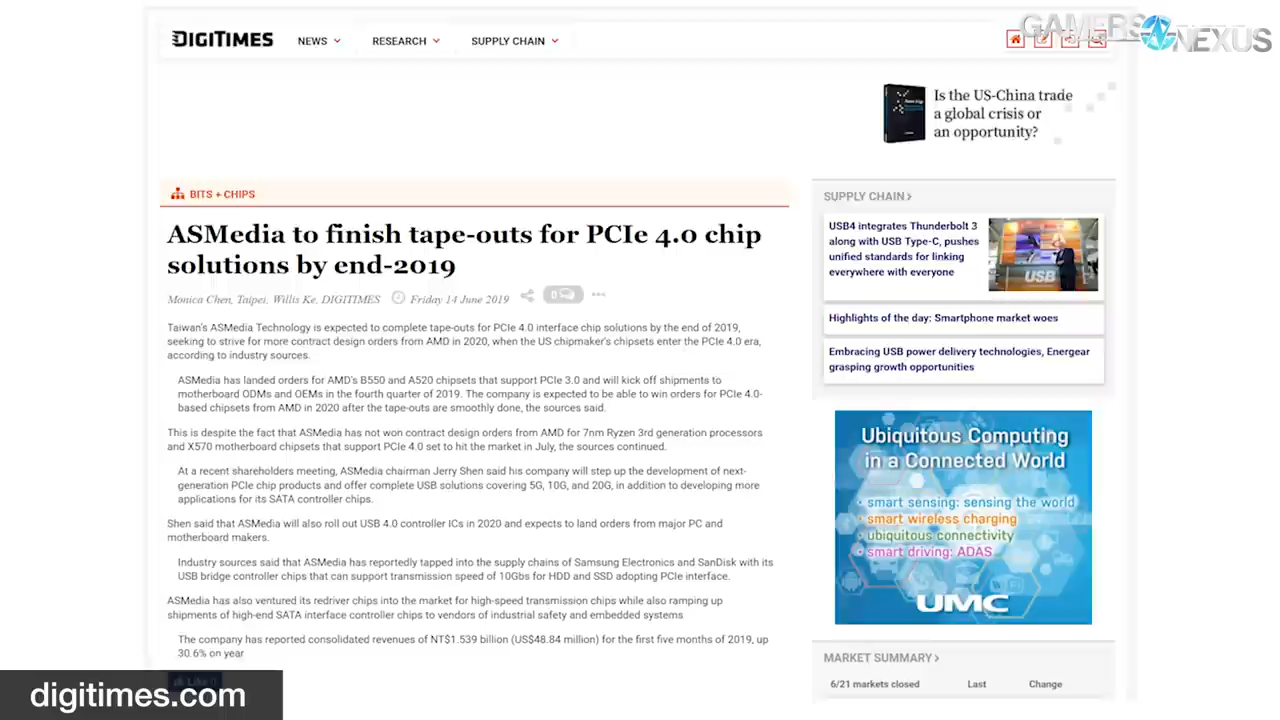 GAMERS NEXUS
DIGITIMES NEWS RESEARCH SUPPLY CHAIN
Is the US-China trade
a global crisis or
an opportunity?
BITS + CHIPS
ASMedia to finish tape-outs for PCIe 4.0 chip
solutions by end-2019
Monica Chen, Taipei, Willis Ke, DIGITIMES Friday 14 June 2019 0
Taiwan's ASMedia Technology is expected to complete tape-outs for PCIe 4.0 interface chip solutions by the end of 2019,
seeking to strive for more contract design orders from AMD in 2020, when the US chipmaker's chipsets enter the PCIe 4.0 era,
according to industry sources.
ASMedia has landed orders for AMD's B550 and A520 chipsets that support PCIe 3.0 and will kick off shipments to
motherboard ODMs and OEMs in the fourth quarter of 2019. The company is expected to be able to win orders for PCIe 4.0-
based chipsets from AMD in 2020 after the tape-outs are smoothly done, the sources said.
This is despite the fact that ASMedia has not won contract design orders from AMD for 7nm Ryzen 3rd generation processors
and X570 motherboard chipsets that support PCIe 4.0 set to hit the market in July, the sources continued.
At a recent shareholders meeting, ASMedia chairman Jerry Shen said his company will step up the development of next-
generation PCIe chip products and offer complete USB solutions covering 5G, 10G, and 20G, in addition to developing more
applications for its SATA controller chips.
Shen said that ASMedia will also roll out USB 4.0 controller ICs in 2020 and expects to land orders from major PC and
motherboard makers.
Industry sources said that ASMedia has reportedly tapped into the supply chains of Samsung Electronics and SanDisk with its
USB bridge controller chips that can support transmission speed of 10Gbs for HDD and SSD adopting PCIe interface.
ASMedia has also ventured its redriver chips into the market for high-speed transmission chips while also ramping up
shipments of high-end SATA interface controller chips to vendors of industrial safety and embedded systems
The company has reported consolidated revenues of NT$1.539 billion (US$48.84 million) for the first five months of 2019, up
30.6% on year
Like 0
SUPPLY CHAIN
USB4 integrates Thunderbolt 3
along with USB Type-C, pushes
unified standards for linking
everywhere with everyone
USB
Highlights of the day: Smartphone market woes
Embracing USB power delivery technologies, Energear
grasping growth opportunities
Ubiquitous Computing
in a Connected World
• smart sensing: sensing the world
• smart wireless charging
• ubiquitous connectivity
• smart driving: ADAS
UMC
MARKET SUMMARY
6/21 markets closed Last Change
digitimes.com